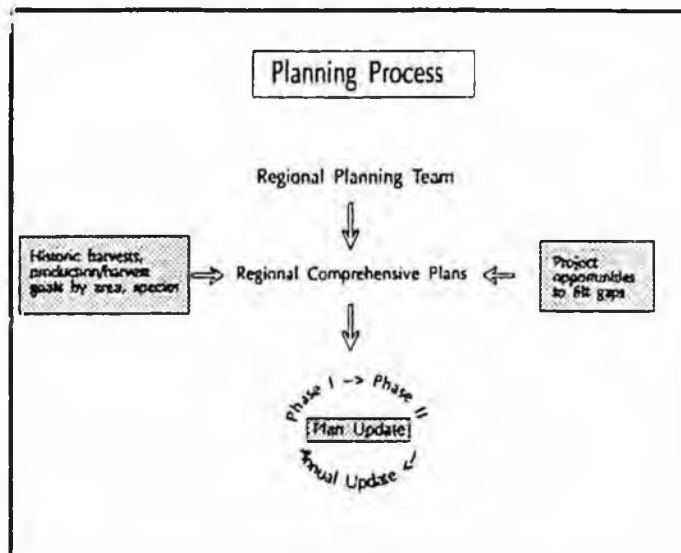 Planning Process
Regional Planning Team
Historic harvests,
production/harvest
goals by area, species
Regional Comprehensive Plans
Project
opportunities
to fill gaps
Phase I -> Phase II
Plan Update
Annual Update